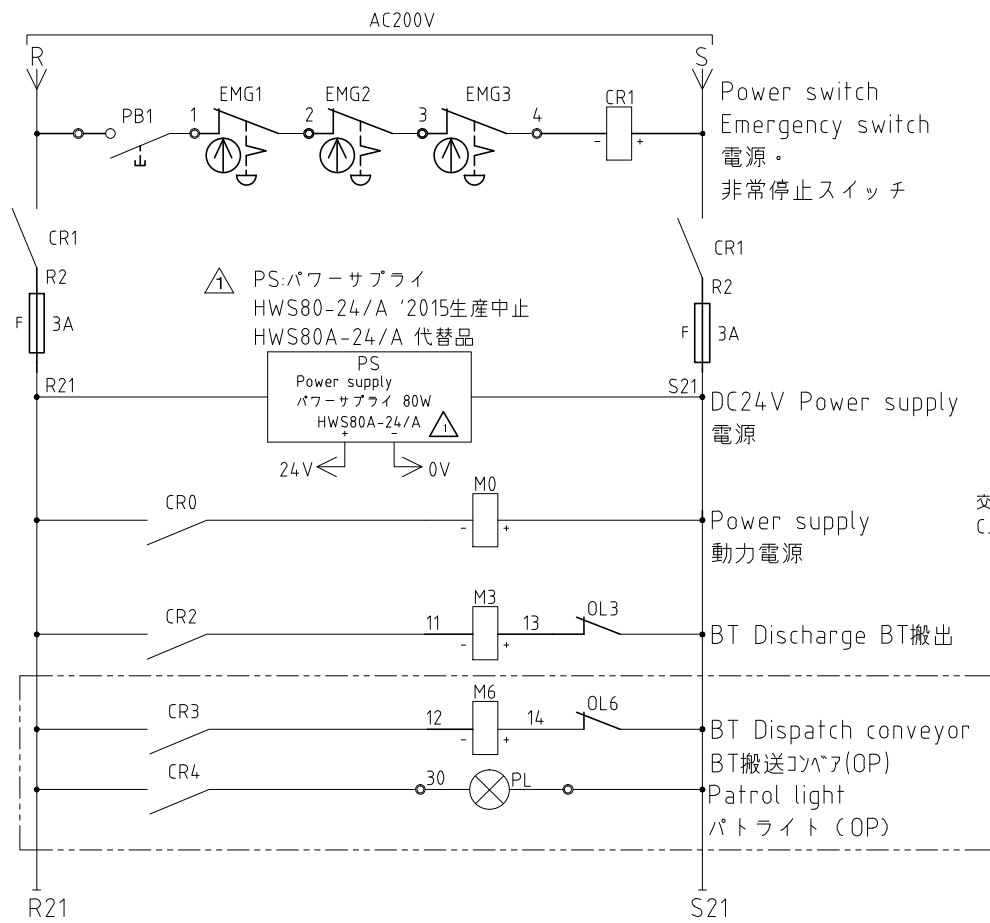 AC200V
R
S
PB1
1
EMG1
2
EMG2
3
EMG3
4
CR1
-
+
Power switch
Emergency switch
電源・
非常停止スイッチ
CR1
R2
F
3A
CR1
R2
F
3A
1 PS:パワーサプライ
HWS80-24/A '2015生産中止
HWS80A-24/A 代替品
R21
PS
Power supply
パワーサプライ 80W
HWS80A-24/A 1
+
-
24V
0V
S21
DC24V Power supply
電源
CR0
M0
-
+
Power supply
動力電源
交
C.
CR2
11
M3
-
+
13
OL3
BT Discharge BT搬出
CR3
12
M6
-
+
14
OL6
BT Dispatch conveyor
BT搬送コンベア(OP)
CR4
30
PL
Patrol light
パトライト (OP)
R21
S21